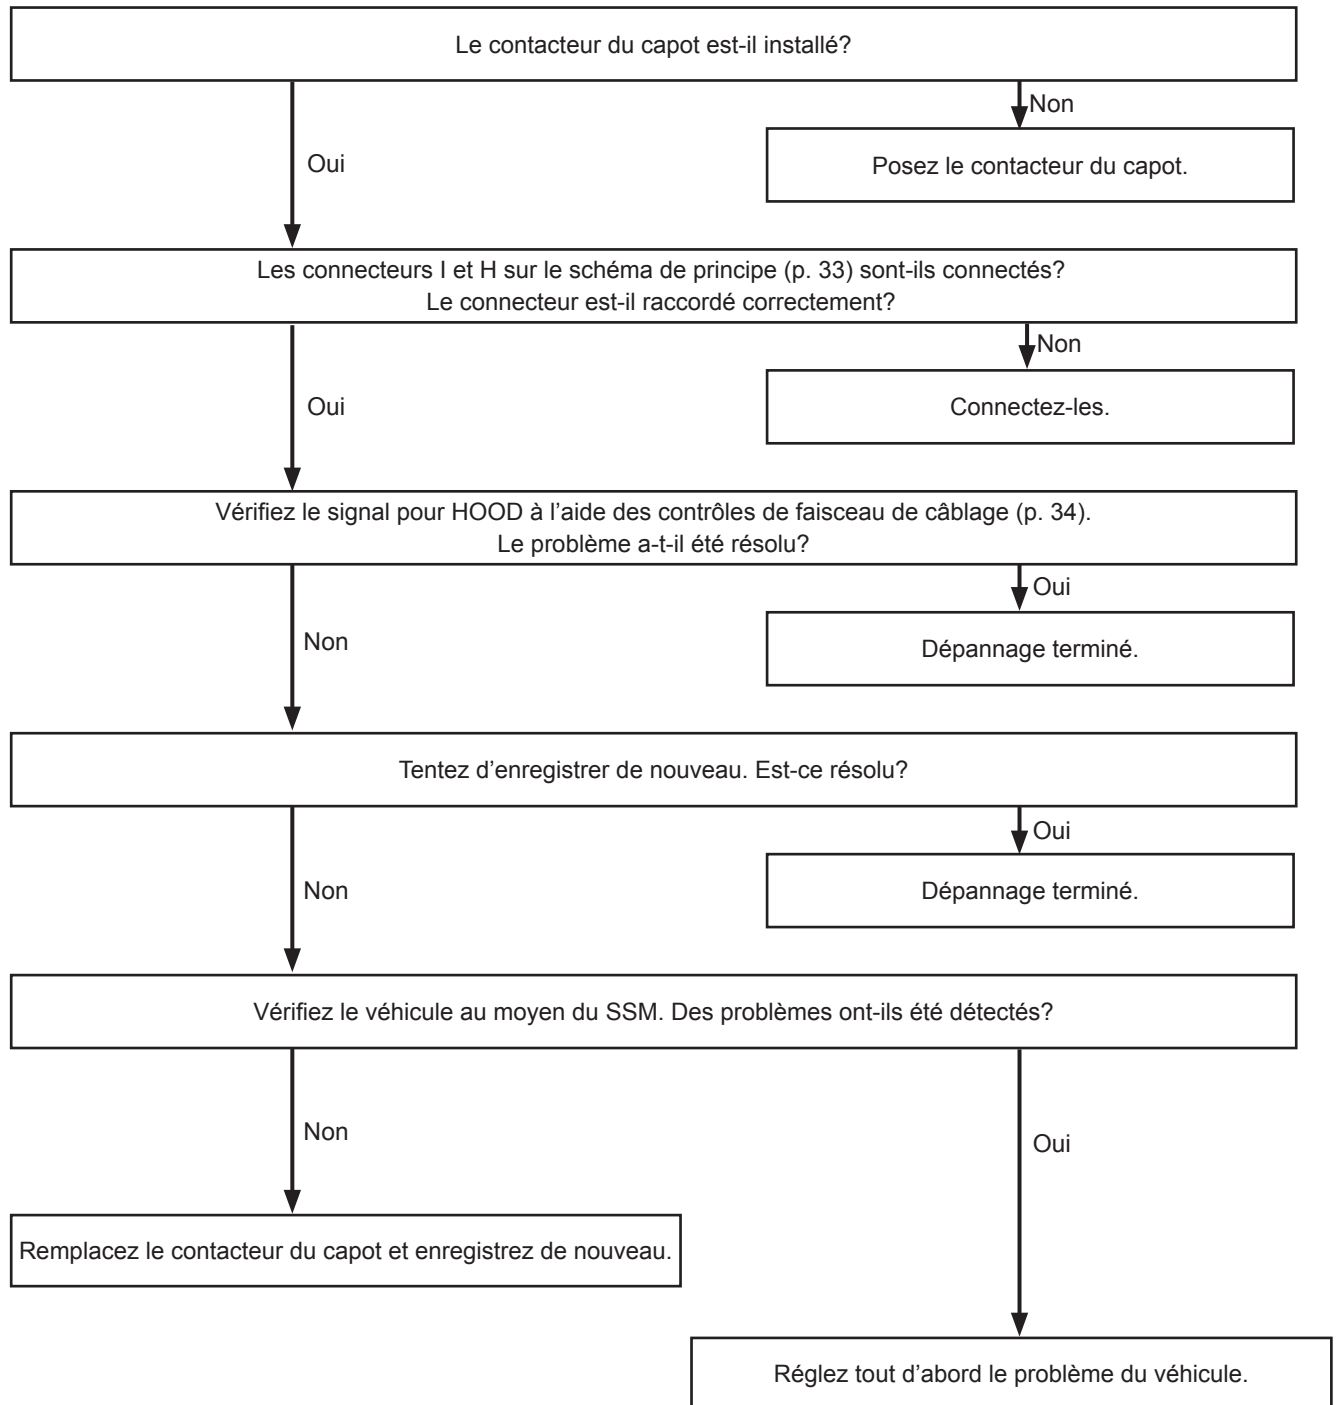 Le contacteur du capot est-il installé?
Non
Posez le contacteur du capot.
Oui
Les connecteurs I et H sur le schéma de principe (p. 33) sont-ils connectés?
Le connecteur est-il raccordé correctement?
Non
Connectez-les.
Oui
Vérifiez le signal pour HOOD à l’aide des contrôles de faisceau de câblage (p. 34).
Le problème a-t-il été résolu?
Oui
Dépannage terminé.
Non
Tentez d’enregistrer de nouveau. Est-ce résolu?
Oui
Dépannage terminé.
Non
Vérifiez le véhicule au moyen du SSM. Des problèmes ont-ils été détectés?
Non
Oui
Remplacez le contacteur du capot et enregistrez de nouveau.
Réglez tout d’abord le problème du véhicule.